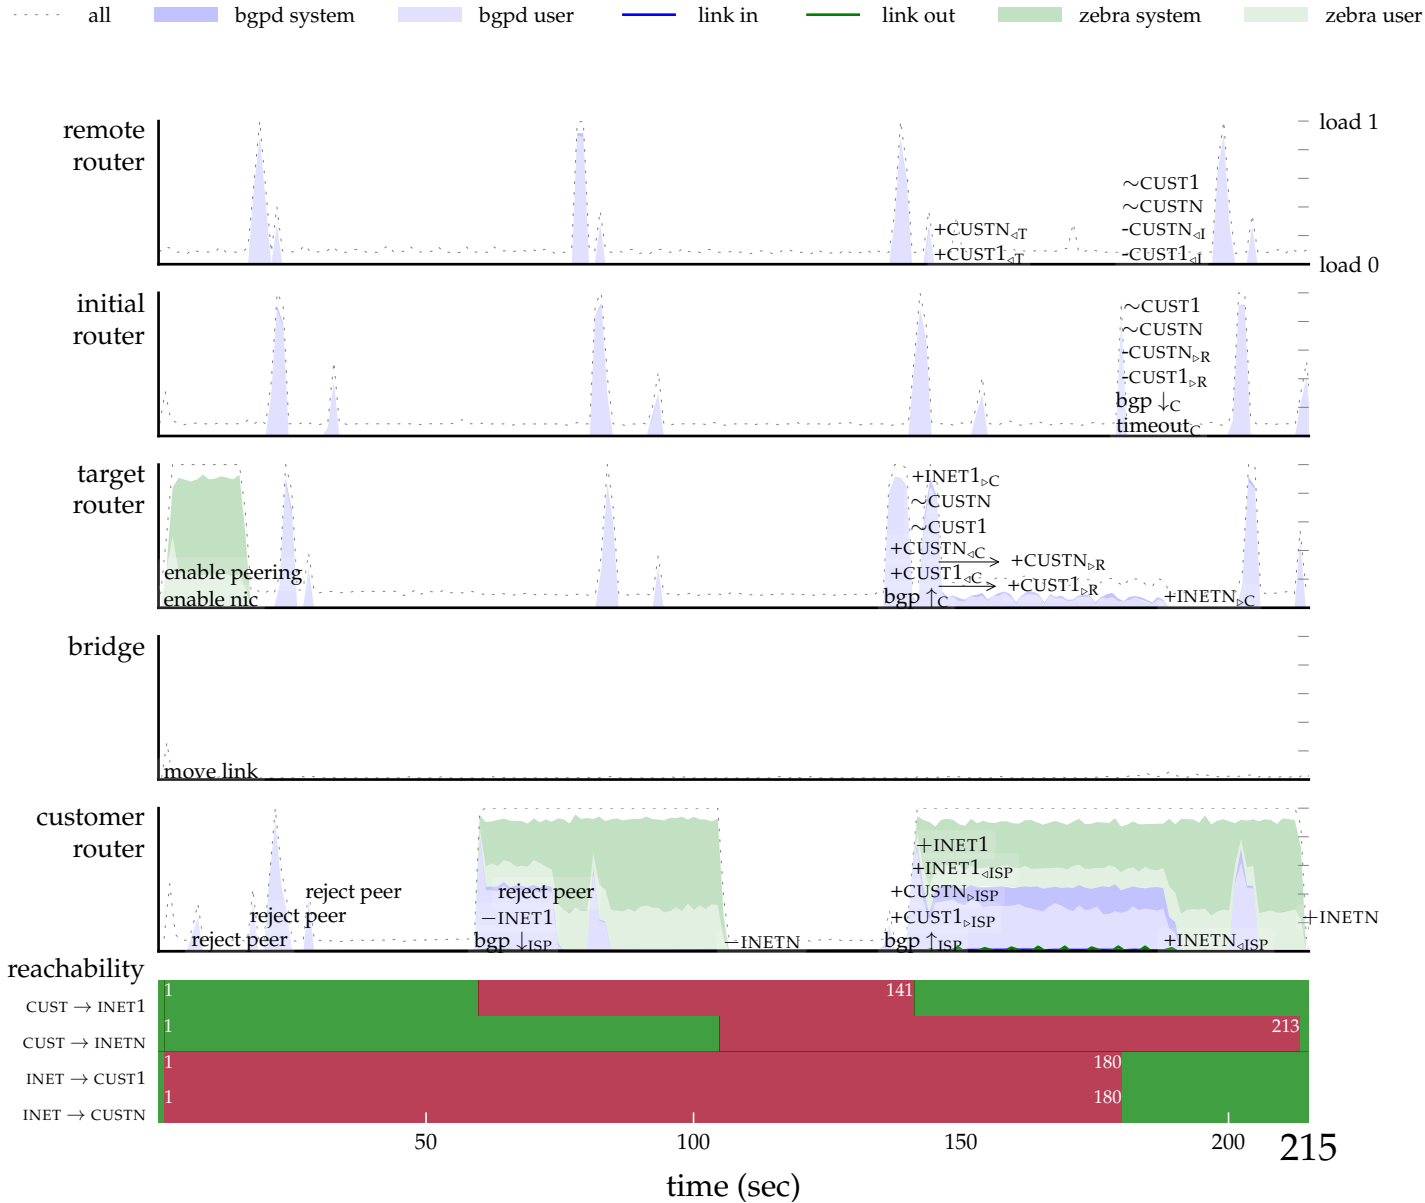 all bgpd system bgpd user link in link out zebra system zebra user
remote
router
load 1
∼CUST1
∼CUSTN
+CUSTN◃T
-CUSTN◃I
+CUST1◃T
-CUST1◃I
load 0
initial
router
∼CUST1
∼CUSTN
-CUSTN▹R
-CUST1▹R
bgp ↓C
timeoutC
target
router
+INET1▹C
∼CUSTN
∼CUST1
+CUSTN◃C
+CUSTN▹R
enable peering
+CUST1◃C
+CUST1▹R
enable nic
bgp ↑C
+INETN▹C
bridge
move link
customer
router
+INET1
+INET1◃ISP
reject peer
reject peer
+CUSTN▹ISP
reject peer
−INET1
+CUST1▹ISP
+INETN
reject peer
bgp ↓ISP
−INETN
bgp ↑ISP
+INETN◃ISP
reachability
CUST → INET1
1
141
CUST → INETN
1
213
INET → CUST1
1
180
INET → CUSTN
1
180
50 100 150 200 215
time (sec)